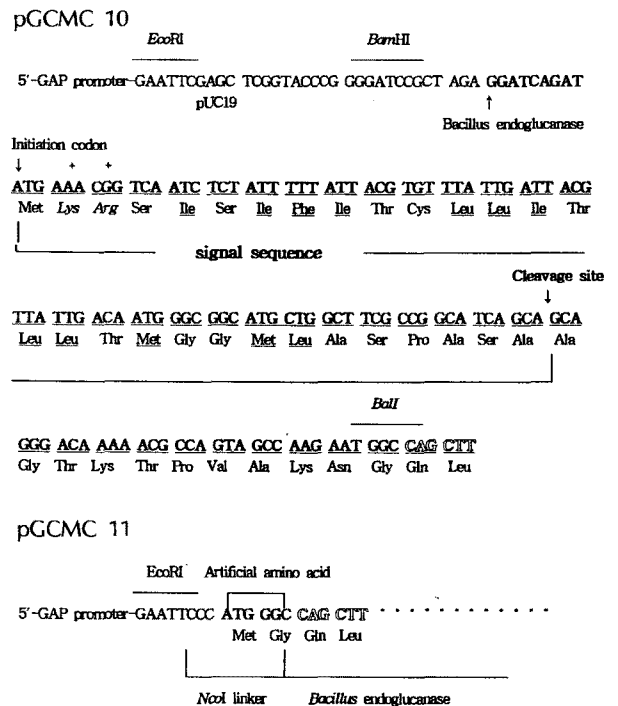 pGCMC 10
EcoRI BamHI
5'-GAP promoter-GAATTCGAGC TCGGTACCCG GGGATCCGCT AGA GGATCAGAT
pUC19
Bacillus endoglucanase
Initiation codon
+ +
ATG AAA CGG TCA ATC TCT ATT TTT ATT ACG TGT TTA TTG ATT ACG
Met Lys Arg Ser Ile Ser Ile Phe Ile Thr Cys Leu Leu Ile Thr
signal sequence
Cleavage site
TTA TTG ACA ATG GGC GGC ATG CTG GCT TCG CCG GCA TCA GCA GCA
Leu Leu Thr Met Gly Gly Met Leu Ala Ser Pro Ala Ser Ala Ala
BalI
GGG ACA AAA ACG CCA GTA GCC AAG AAT GGC CAG CTT
Gly Thr Lys Thr Pro Val Ala Lys Asn Gly Gln Leu
pGCMC 11
EcoRI Artificial amino acid
5'-GAP promoter-GAATTCCC ATG GGC CAG CTT
Met Gly Gln Leu
NcoI linker Bacillus endoglucanase